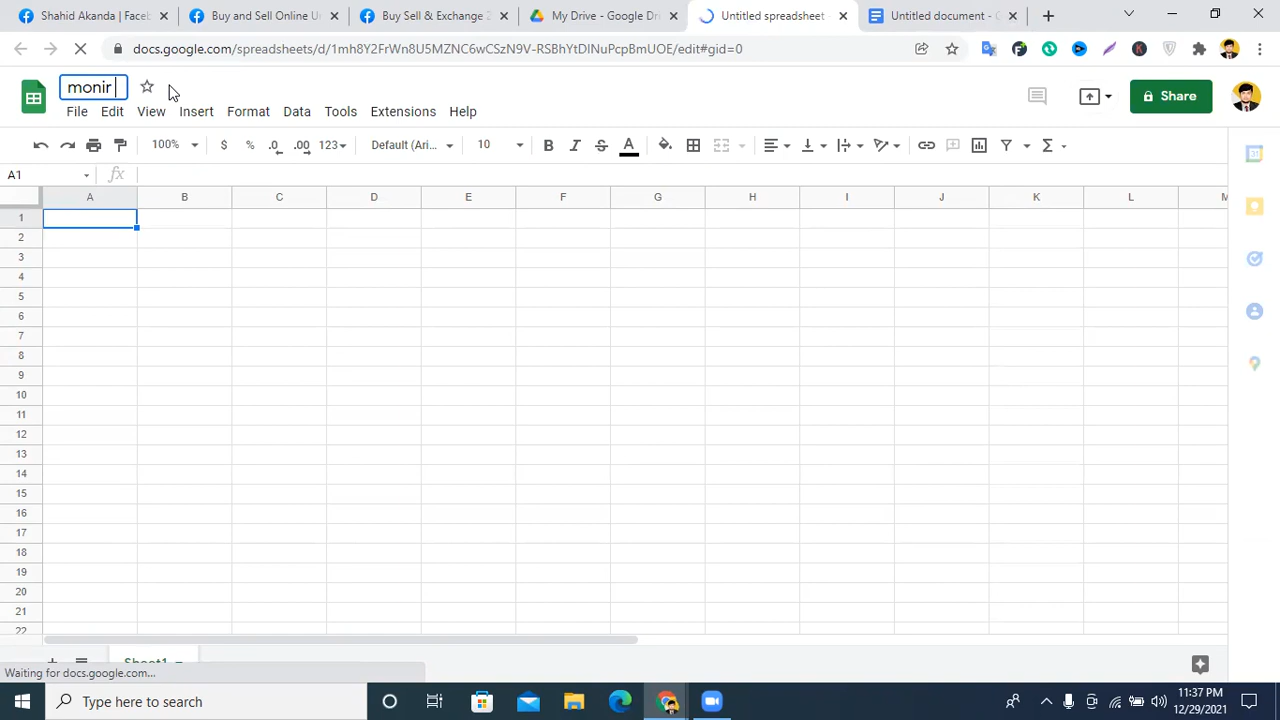 Shahid Akanda | Faceb
Buy and Sell Online U
Buy Sell & Exchange 2
My Drive - Google Dri
Untitled spreadsheet -
Untitled document - G
docs.google.com/spreadsheets/d/1mh8Y2FrWn8U5MZNC6wCSzN9V-RSBhYtDINuPcpBmUOE/edit#gid=0
monir
File Edit View Insert Format Data Tools Extensions Help
Share
100% $ % .0 .00 123 Default (Ari... 10 B I S A Σ
A1 fx
A B C D E F G H I J K L M
1
2
3
4
5
6
7
8
9
10
11
12
13
14
15
16
17
18
19
20
21
22
Sheet1
Waiting for docs.google.com...
Type here to search
11:37 PM
12/29/2021